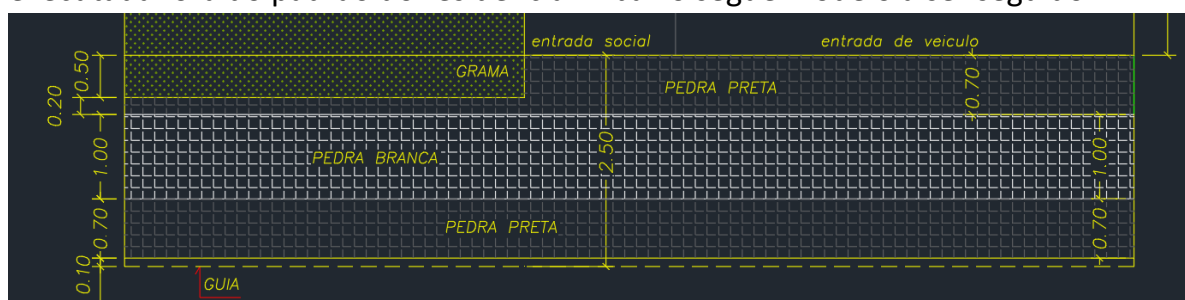 entrada social
entrada de veiculo
0.50
GRAMA
PEDRA PRETA
0.70
0.20
1.00
PEDRA BRANCA
2.50
1.00
0.70
PEDRA PRETA
0.70
0.10
GUIA